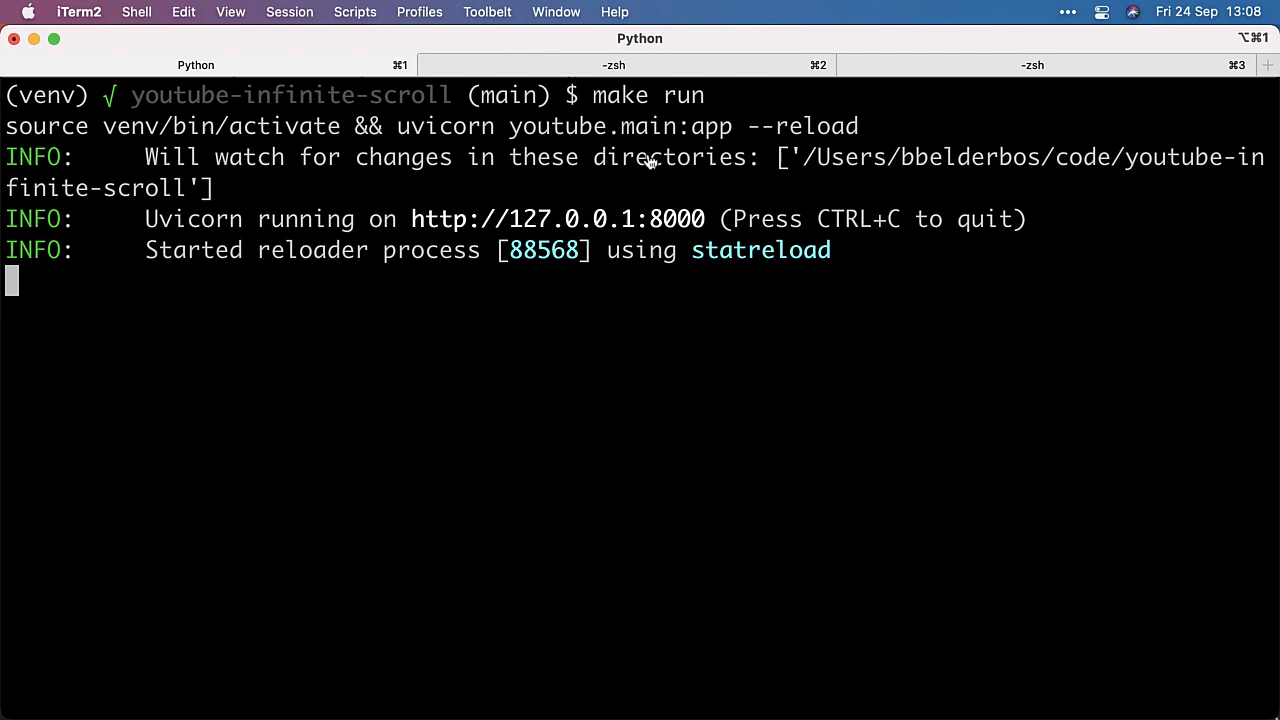 iTerm2 Shell Edit View Session Scripts Profiles Toolbelt Window Help ••• Fri 24 Sep 13:08
Python ⌥⌘1
Python ⌘1 -zsh ⌘2 -zsh ⌘3 +
(venv) √ youtube-infinite-scroll (main) $ make run
source venv/bin/activate && uvicorn youtube.main:app --reload
INFO: Will watch for changes in these directories: ['/Users/bbelderbos/code/youtube-in
finite-scroll']
INFO: Uvicorn running on http://127.0.0.1:8000 (Press CTRL+C to quit)
INFO: Started reloader process [88568] using statreload